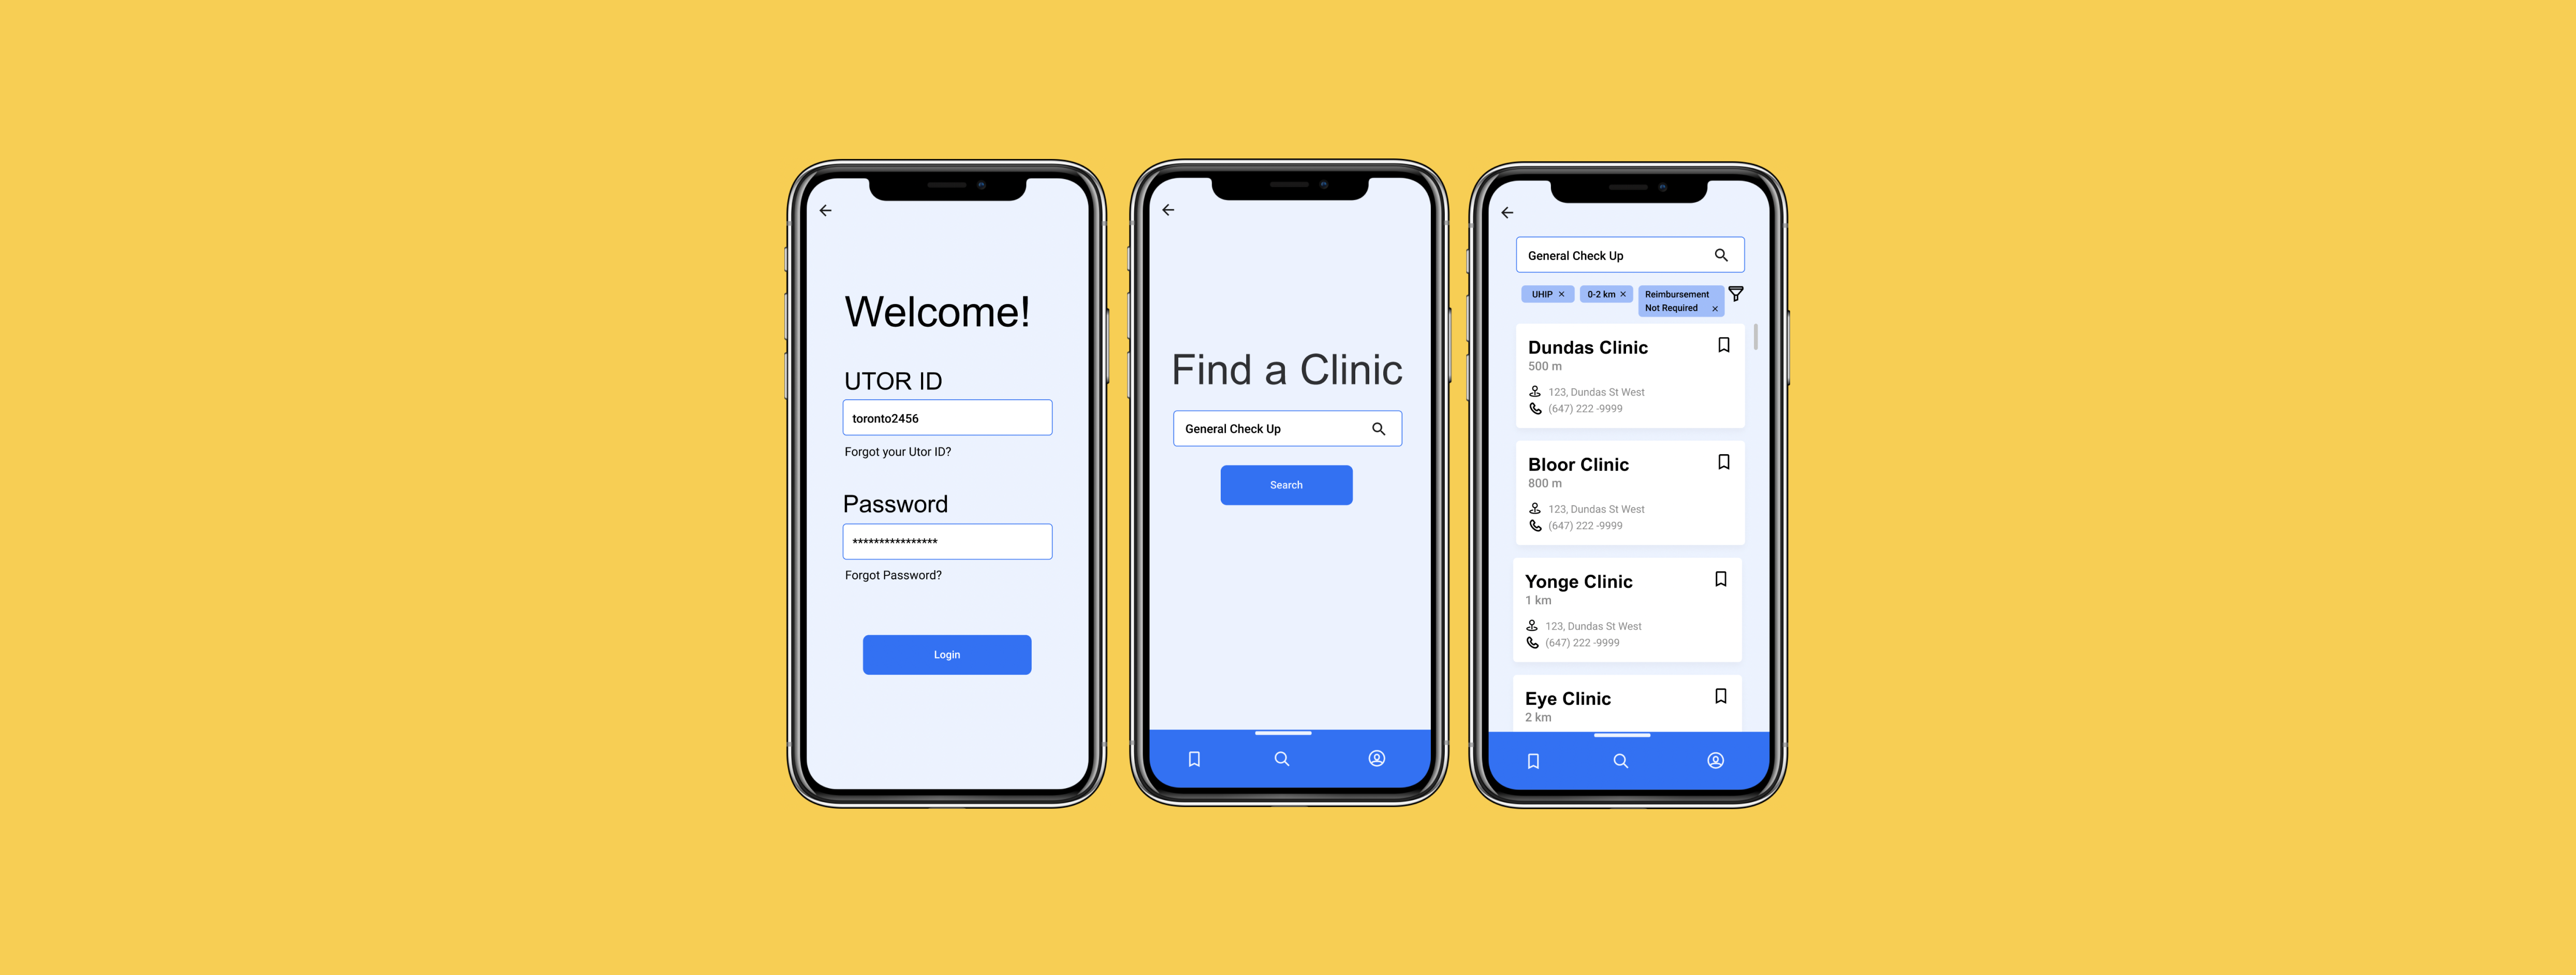 Welcome!
UTOR ID
toronto2456
Forgot your Utor ID?
Password
****************
Forgot Password?
Login
Find a Clinic
General Check Up
Search
General Check Up
UHIP ×
0-2 km ×
Reimbursement
Not Required ×
Dundas Clinic
500 m
123, Dundas St West
(647) 222 -9999
Bloor Clinic
800 m
123, Dundas St West
(647) 222 -9999
Yonge Clinic
1 km
123, Dundas St West
(647) 222 -9999
Eye Clinic
2 km